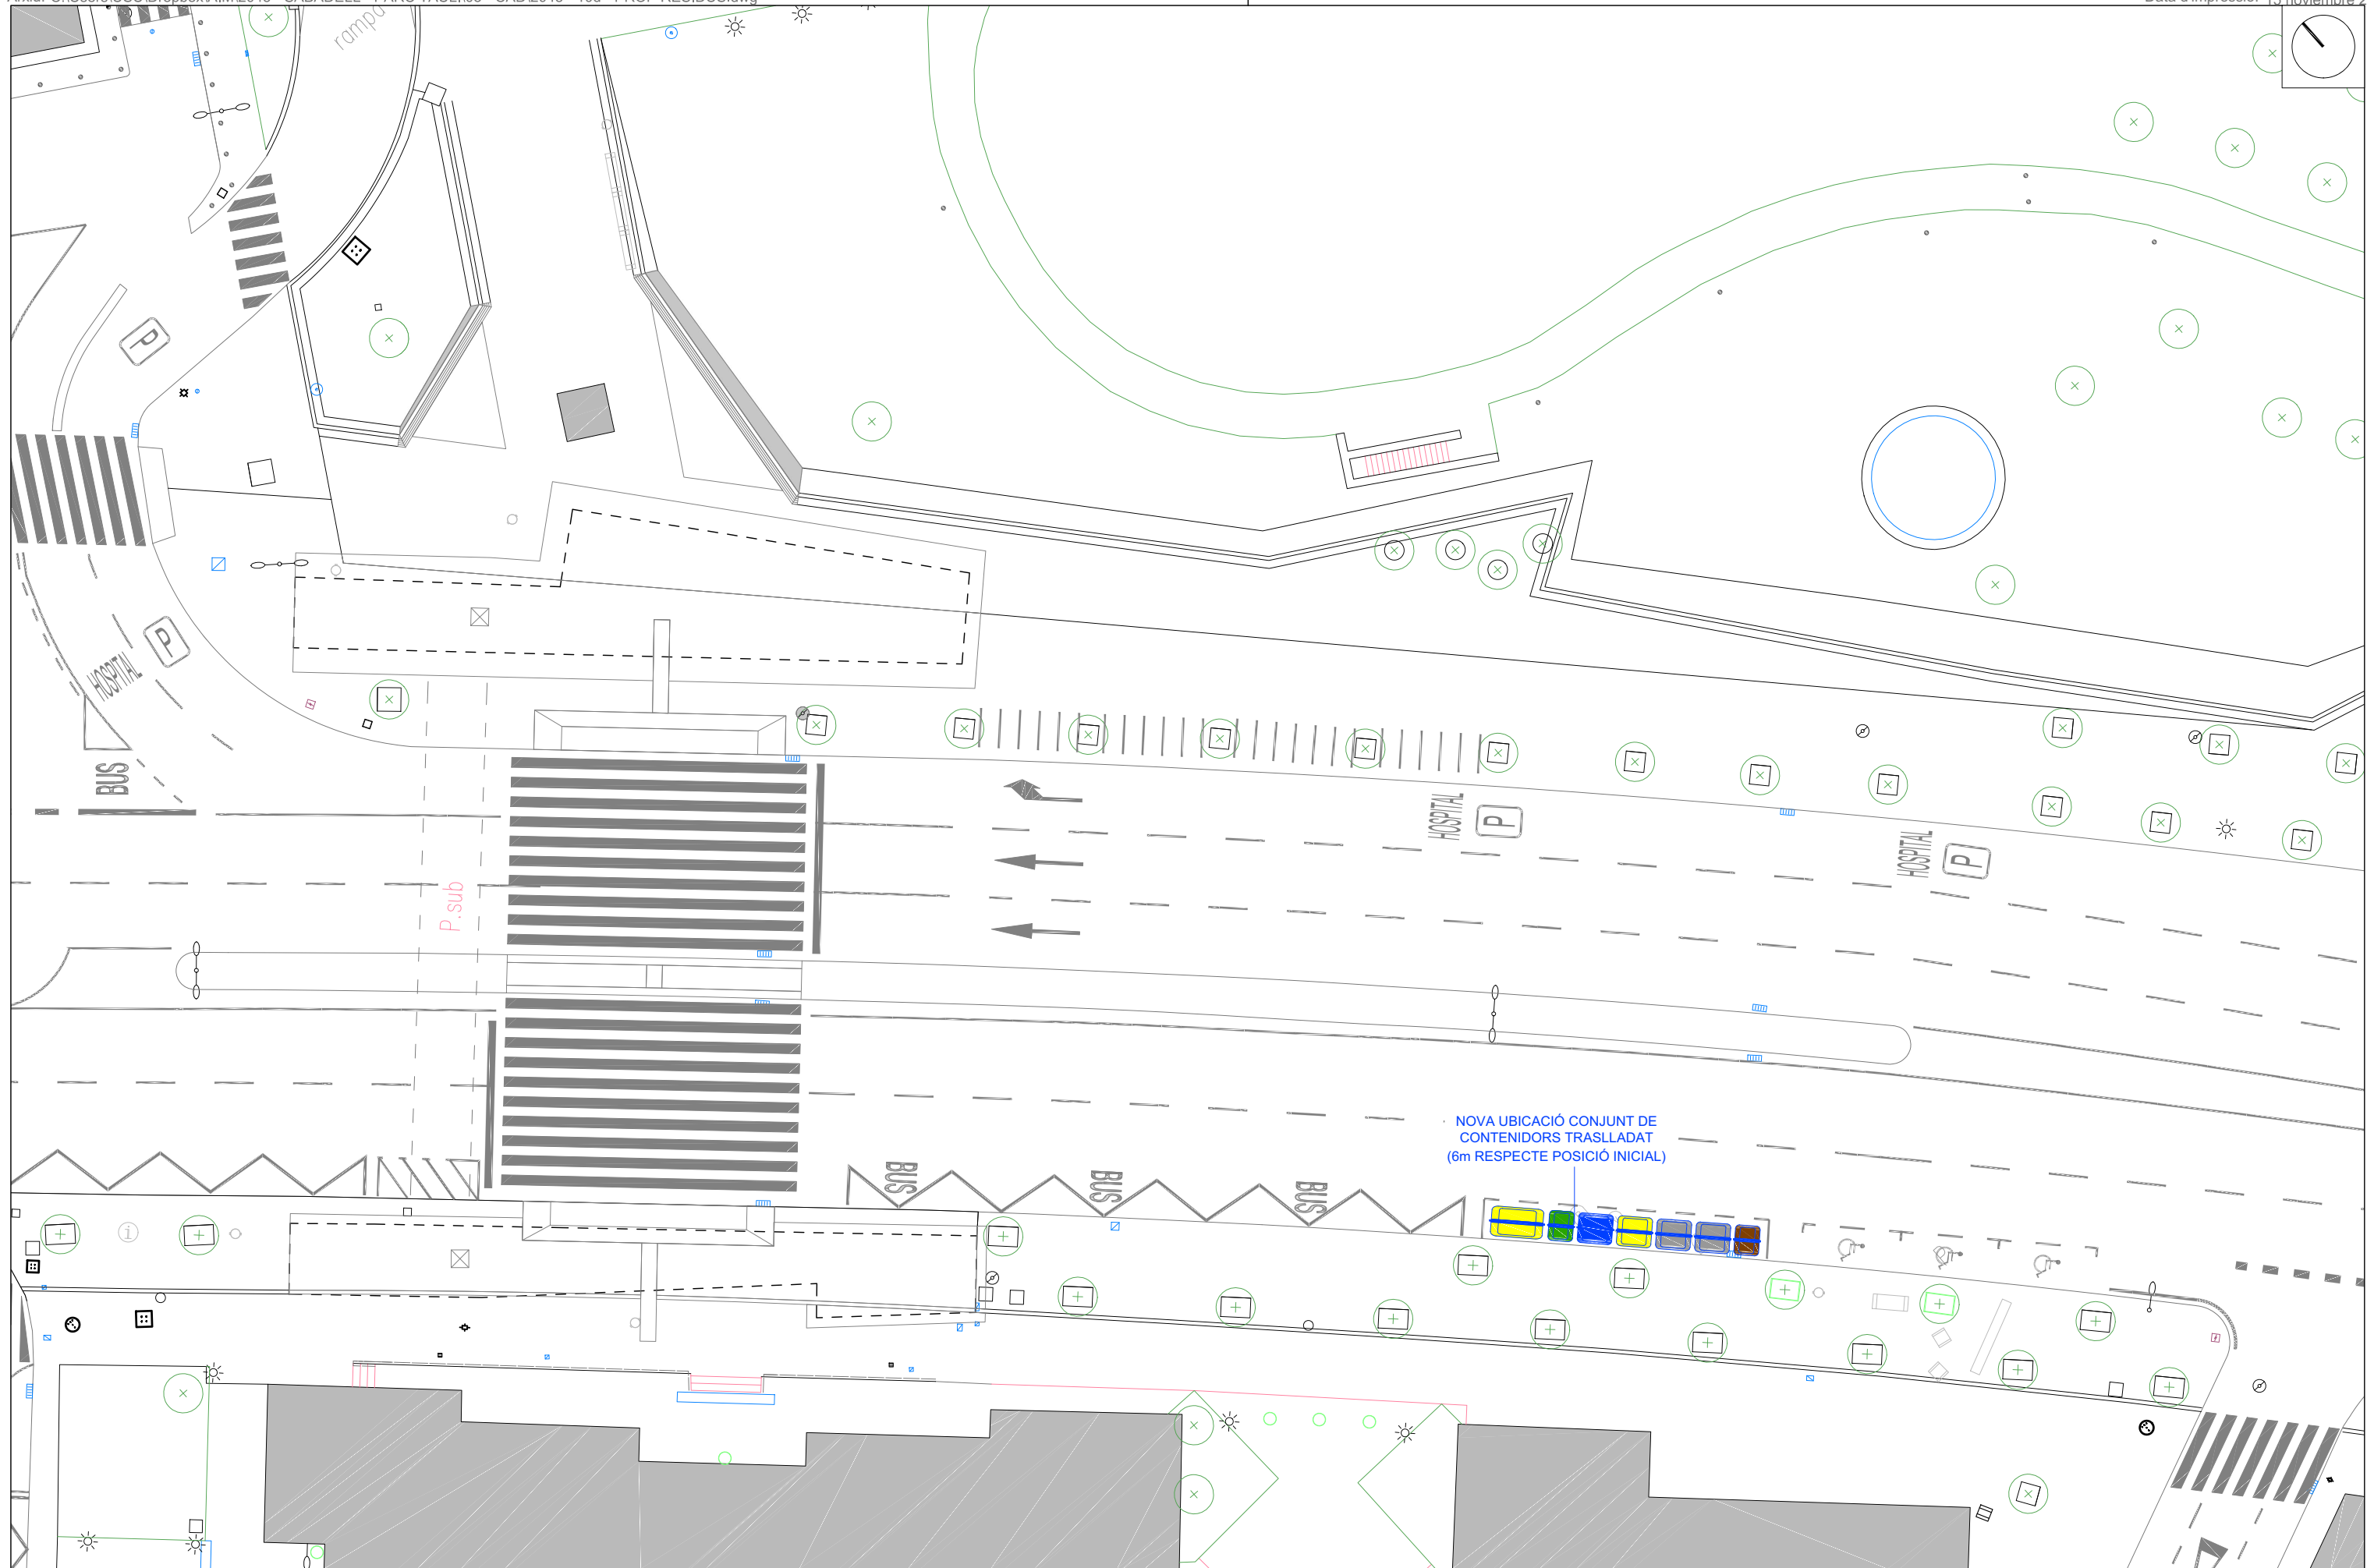 rampa
P
P
HOSPITAL
BUS
P.sub
HOSPITAL
P
HOSPITAL
P
NOVA UBICACIÓ CONJUNT DE
CONTENIDORS TRASLLADAT
(6m RESPECTE POSICIÓ INICIAL)
BUS
BUS
BUS
i